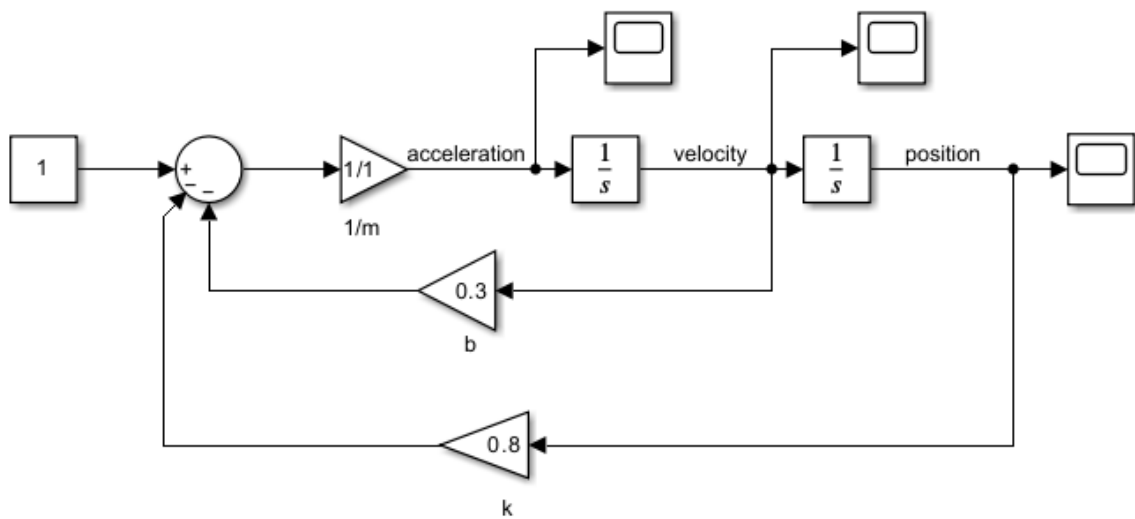 1
+
−
−
1/1
1/m
acceleration
1
s
velocity
1
s
position
0.3
b
0.8
k